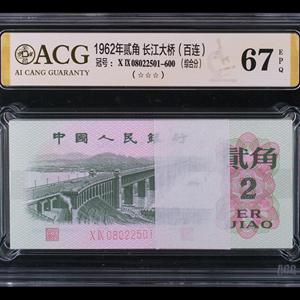 ACG
AI CANG GUARANTY
1962年贰角 长江大桥（百连）
冠号：X IX 08022501-600 （综合分）
（☆☆☆）
67 EPQ
中国人民银行
貳角
2
ER
JIAO
X IX 08022501